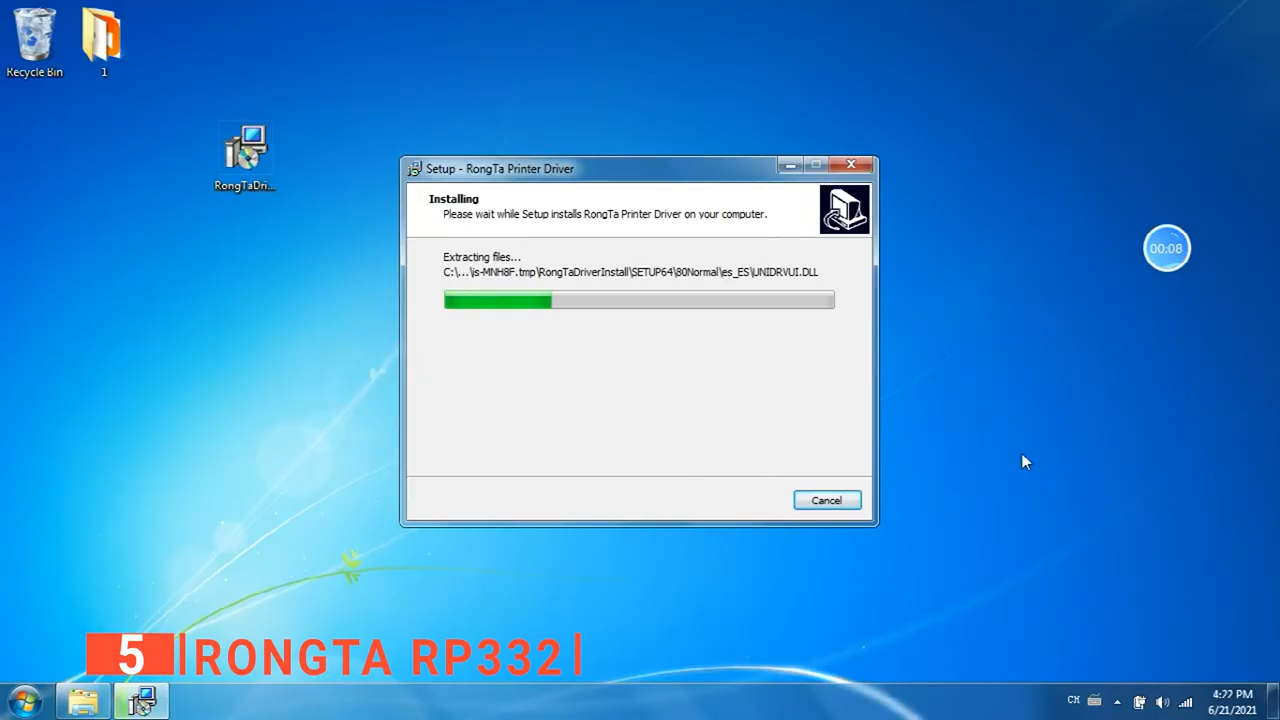 Recycle Bin
1
RongTaDri...
Setup - RongTa Printer Driver
Installing
Please wait while Setup installs RongTa Printer Driver on your computer.
Extracting files...
C:\...\is-MNH8F.tmp\RongTaDriverInstall\SETUP64\80Normal\es_ES\UNIDRVUI.DLL
00:08
Cancel
5 RONGTA RP332
CH
4:22 PM
6/21/2021